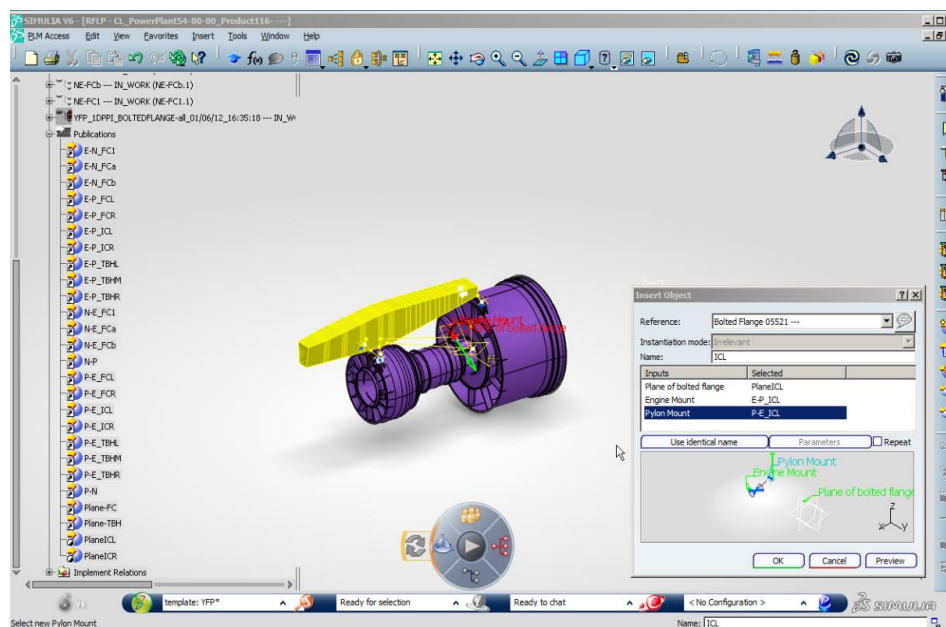 SIMULIA V6 - [RFLP - CL_PowerPlant54-00-00_Product116- ---]
PLM Access Edit View Favorites Insert Tools Window Help
NE-FCb --- IN_WORK (NE-FCb.1)
NE-FC1 --- IN_WORK (NE-FC1.1)
YFP_1DPPI_BOLTEDFLANGE-all_01/06/12_16:35:18 --- IN_W
Publications
E-N_FC1
E-N_FCa
E-N_FCb
E-P_FCL
E-P_FCR
E-P_ICL
E-P_ICR
E-P_TBHL
E-P_TBHM
E-P_TBHR
N-E_FC1
N-E_FCa
N-E_FCb
N-P
P-E_FCL
P-E_FCR
P-E_ICL
P-E_ICR
P-E_TBHL
P-E_TBHM
P-E_TBHR
P-N
Plane-FC
Plane-TBH
PlaneICL
PlaneICR
Implement Relations
Mount
Plane of bolted flange
Insert Object
Reference: Bolted Flange 05521 ---
Instantiation mode: Irrelevant
Name: ICL
Inputs Selected
Plane of bolted flange PlaneICL
Engine Mount E-P_ICL
Pylon Mount P-E_ICL
Use identical name Parameters Repeat
Pylon Mount
Engine Mount
Plane of bolted flange
z
x y
OK Cancel Preview
V6 template: YFP* Ready for selection Ready to chat < No Configuration > SIMULIA
Select new Pylon Mount Name: ICL